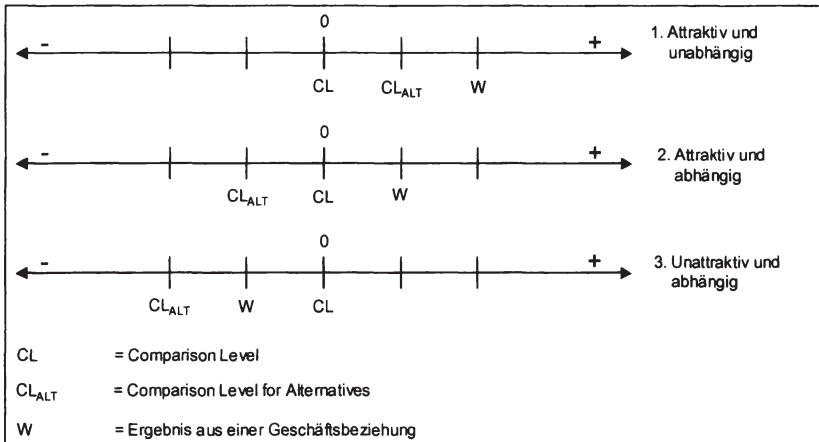 0
- + 1. Attraktiv und
unabhängig
CL CL_ALT W
0
- + 2. Attraktiv und
abhängig
CL_ALT CL W
0
- + 3. Unattraktiv und
abhängig
CL_ALT W CL
CL = Comparison Level
CL_ALT = Comparison Level for Alternatives
W = Ergebnis aus einer Geschäftsbeziehung